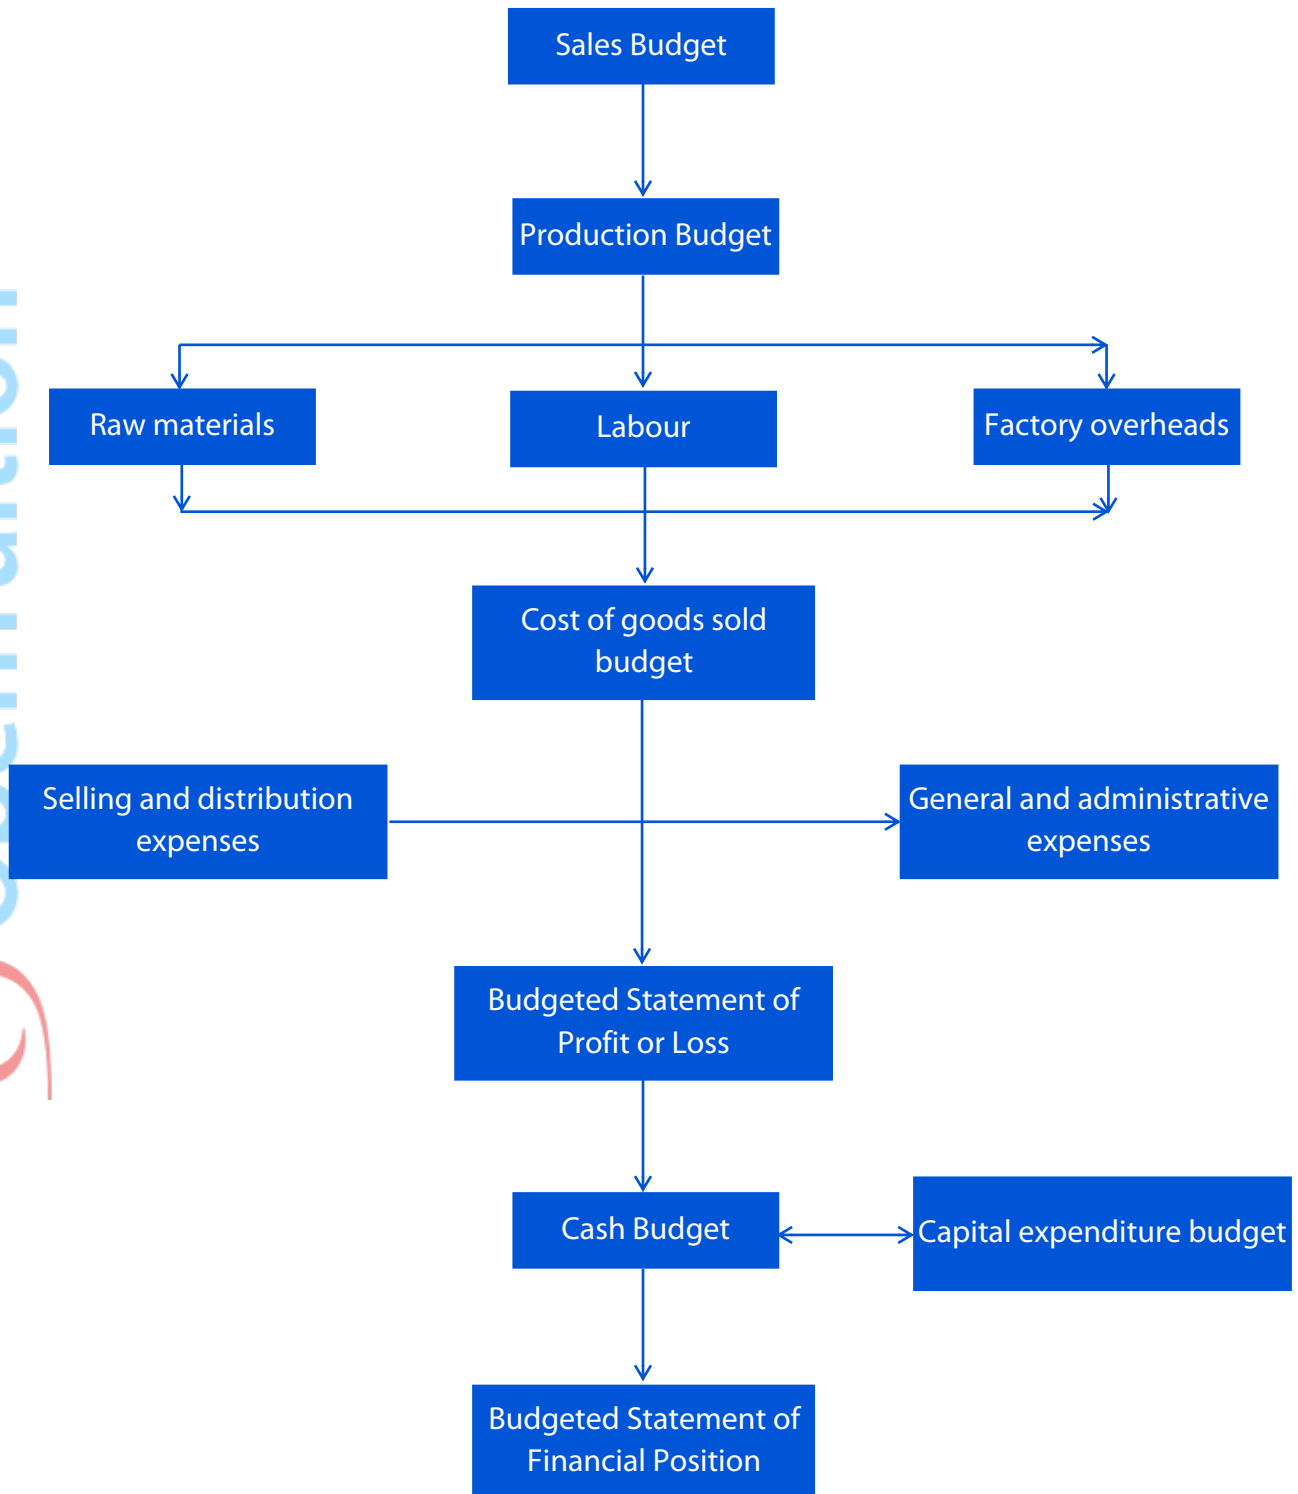 Sales Budget
Production Budget
Raw materials
Labour
Factory overheads
Cost of goods sold
budget
Selling and distribution
expenses
General and administrative
expenses
Budgeted Statement of
Profit or Loss
Cash Budget
Capital expenditure budget
Budgeted Statement of
Financial Position